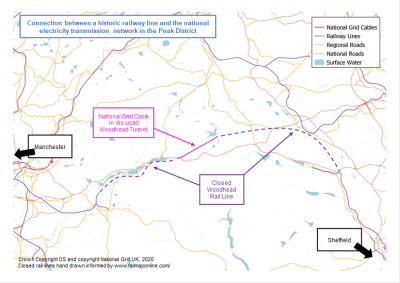 Connection between a historic railway line and the national
electricity transmission network in the Peak District
National Grid Cables
Railway Lines
Regional Roads
National Roads
Surface Water
National Grid Cable
in dis-used
Woodhead Tunnel
Manchester
Closed
Woodhead
Rail Line
Sheffield
Crown Copyright OS and copyright National Grid UK, 2020
Closed rail lines hand drawn informed by www.railmaponline.com/